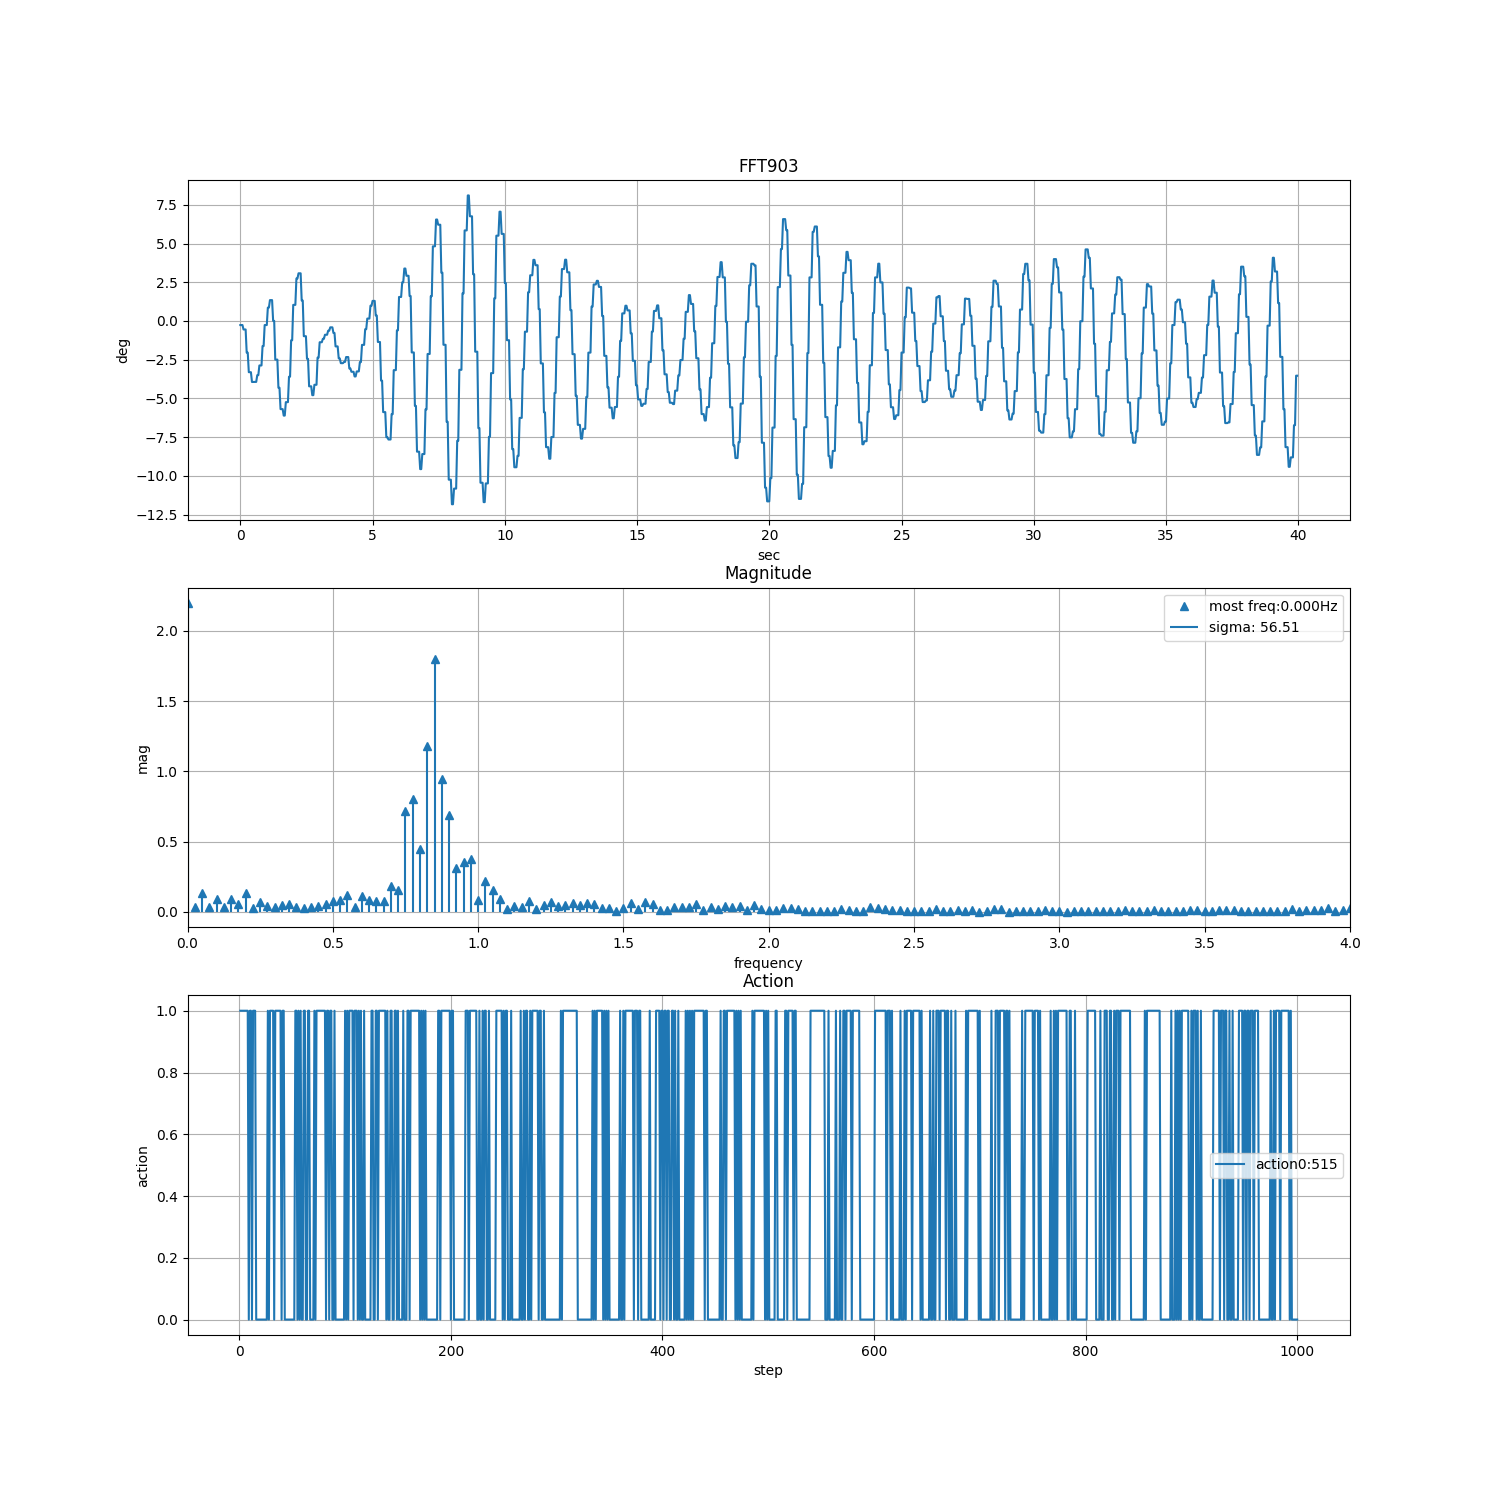 FFT903
7.5
5.0
2.5
0.0
−2.5
−5.0
−7.5
−10.0
−12.5
deg
0 5 10 15 20 25 30 35 40
sec
Magnitude
most freq:0.000Hz
sigma: 56.51
2.0
1.5
1.0
0.5
0.0
mag
0.0 0.5 1.0 1.5 2.0 2.5 3.0 3.5 4.0
frequency
Action
1.0
0.8
0.6
0.4
0.2
0.0
action
action0:515
0 200 400 600 800 1000
step